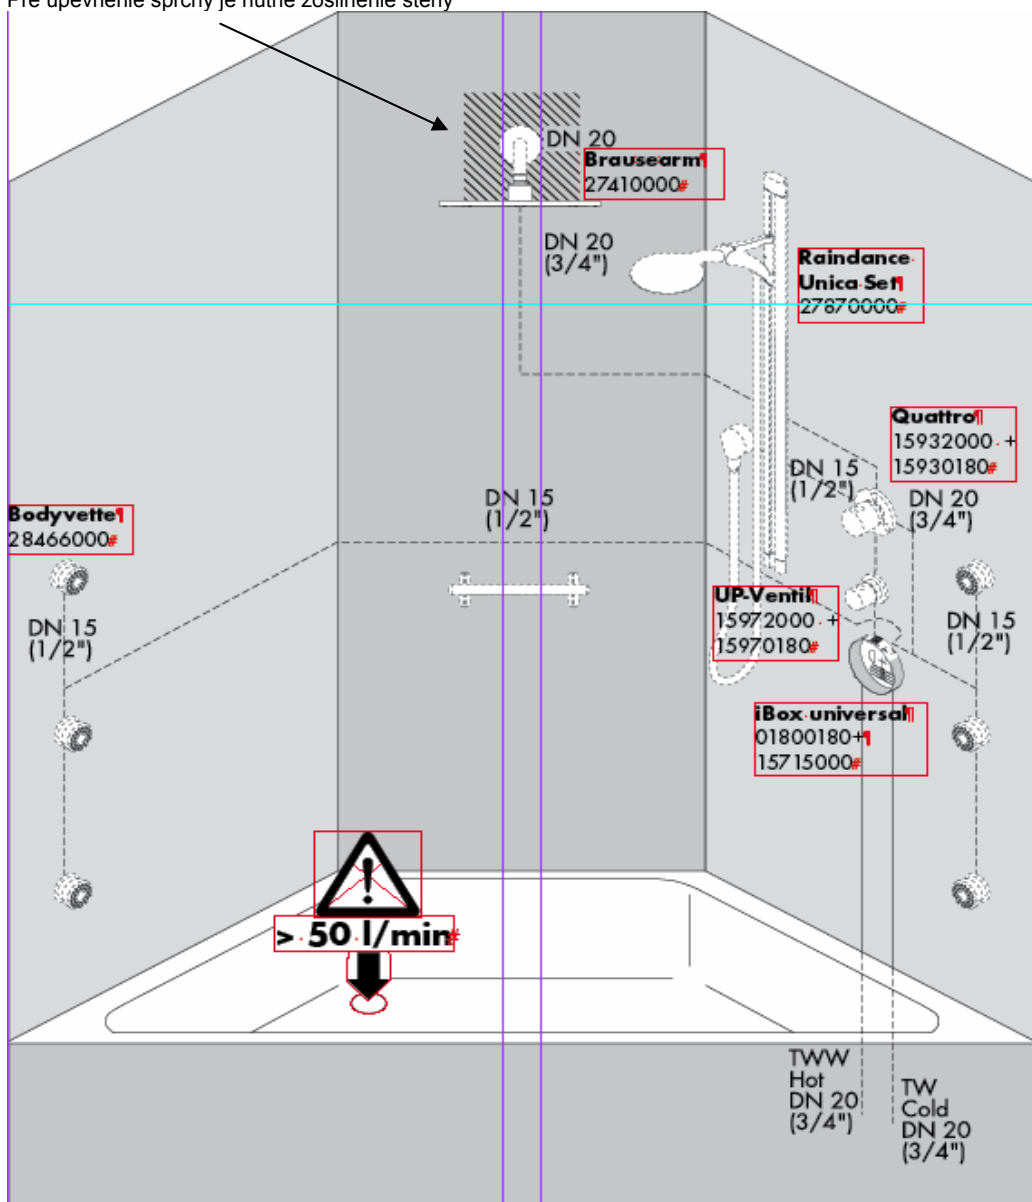 Pre upevnenie sprchy je nutné zosilnenie steny
DN 20
Brausearm¶
27410000#
DN 20
(3/4")
Raindance
Unica Set¶
27870000#
Quattro¶
15932000 +
15930180#
DN 15
(1/2")
DN 20
(3/4")
DN 15
(1/2")
Bodyvette¶
28466000#
DN 15
(1/2")
UP-Ventil¶
15972000 +
15970180#
DN 15
(1/2")
iBox universal¶
01800180+¶
15715000#
> 50 l/min#
TWW
Hot
DN 20
(3/4")
TW
Cold
DN 20
(3/4")